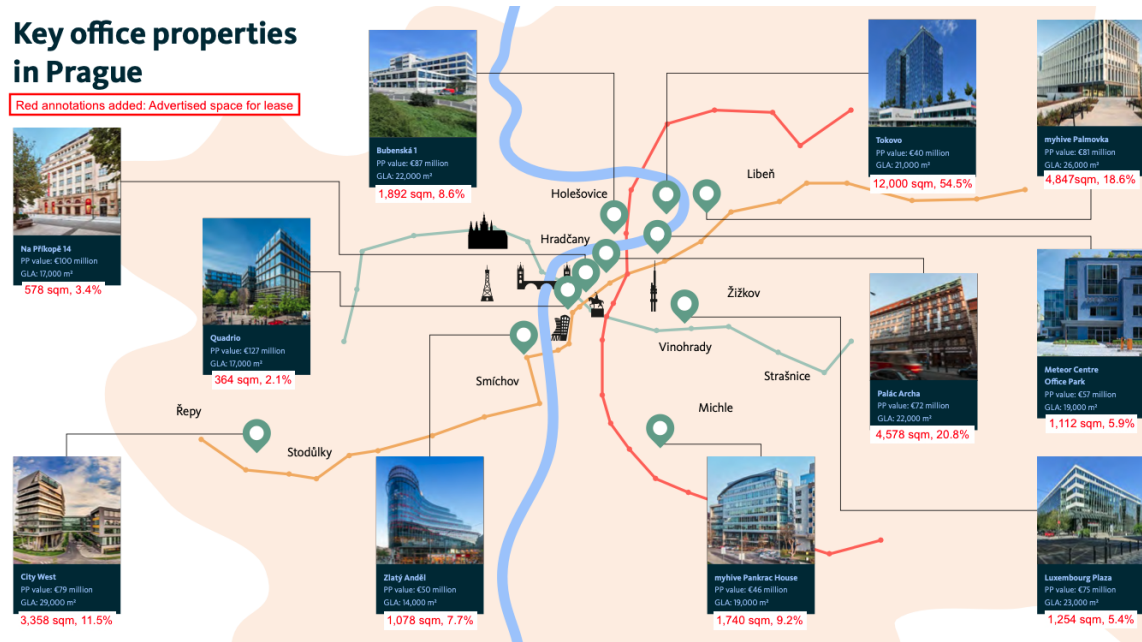 Key office properties
in Prague
Red annotations added: Advertised space for lease
Na Příkopě 14
PP value: €100 million
GLA: 17,000 m²
578 sqm, 3.4%
Quadrio
PP value: €127 million
GLA: 17,000 m²
364 sqm, 2.1%
Bubenská 1
PP value: €87 million
GLA: 22,000 m²
1,892 sqm, 8.6%
Tokovo
PP value: €40 million
GLA: 21,000 m²
12,000 sqm, 54.5%
myhive Palmovka
PP value: €81 million
GLA: 26,000 m²
4,847sqm, 18.6%
Holešovice
Libeň
Hradčany
Žižkov
Vinohrady
Strašnice
Smíchov
Michle
Řepy
Stodůlky
Palác Archa
PP value: €72 million
GLA: 22,000 m²
4,578 sqm, 20.8%
Meteor Centre
Office Park
PP value: €57 million
GLA: 19,000 m²
1,112 sqm, 5.9%
City West
PP value: €79 million
GLA: 29,000 m²
3,358 sqm, 11.5%
Zlatý Anděl
PP value: €50 million
GLA: 14,000 m²
1,078 sqm, 7.7%
myhive Pankrac House
PP value: €46 million
GLA: 19,000 m²
1,740 sqm, 9.2%
Luxembourg Plaza
PP value: €75 million
GLA: 23,000 m²
1,254 sqm, 5.4%